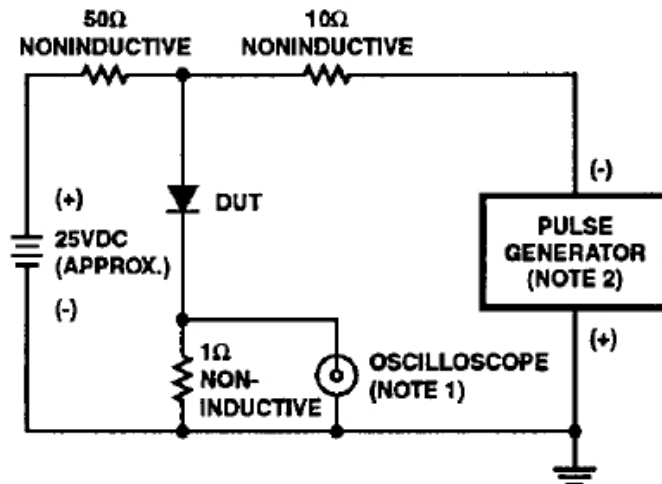 50Ω
NONINDUCTIVE
10Ω
NONINDUCTIVE
(+)
25VDC
(APPROX.)
(-)
DUT
(-)
PULSE
GENERATOR
(NOTE 2)
(+)
1Ω
NON-
INDUCTIVE
OSCILLOSCOPE
(NOTE 1)